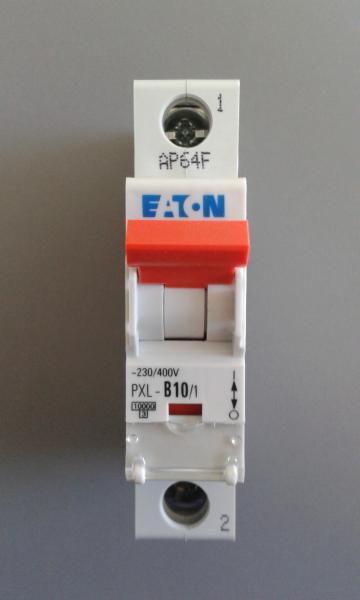 1
AP64F
EATON
~230/400V
PXL-B10/1
10000
3
2